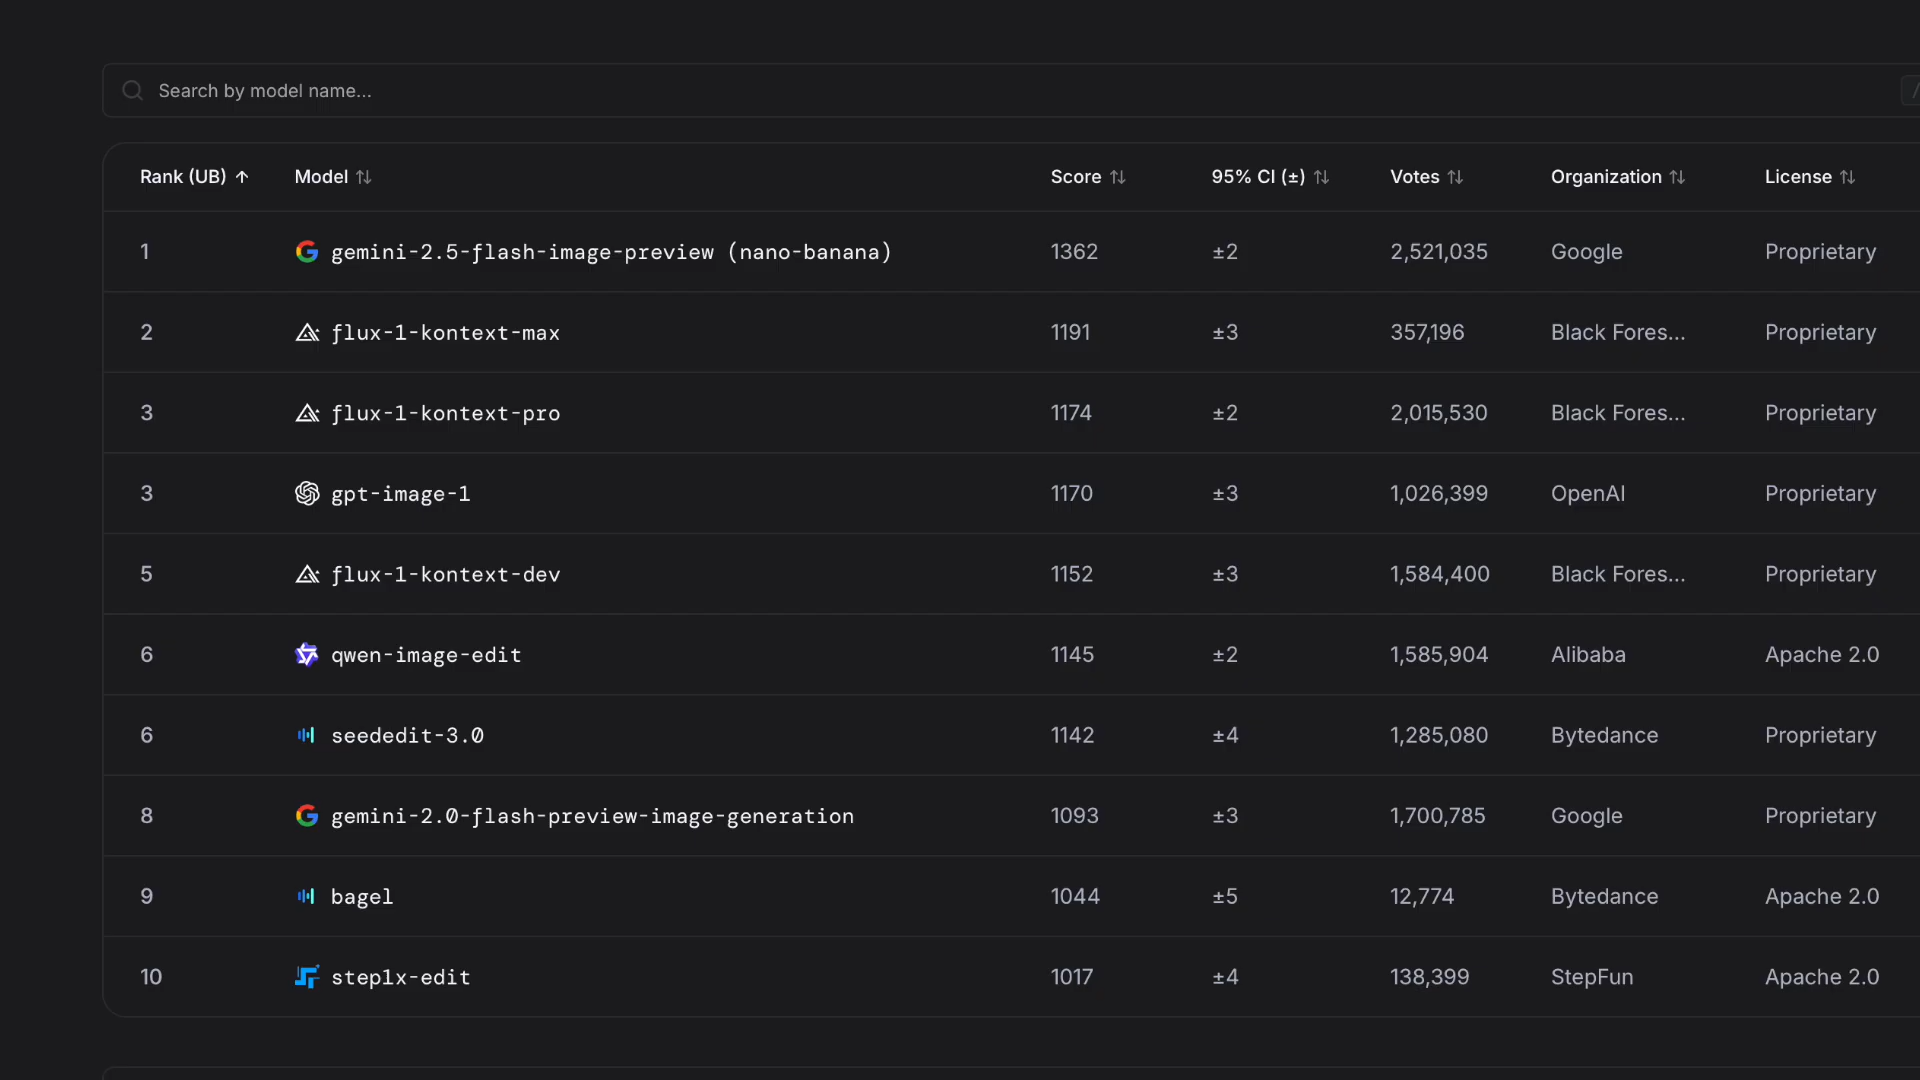 Search by model name...
/
Rank (UB) Model Score 95% CI (±) Votes Organization License
1 gemini-2.5-flash-image-preview (nano-banana) 1362 ±2 2,521,035 Google Proprietary
2 flux-1-kontext-max 1191 ±3 357,196 Black Fores... Proprietary
3 flux-1-kontext-pro 1174 ±2 2,015,530 Black Fores... Proprietary
3 gpt-image-1 1170 ±3 1,026,399 OpenAI Proprietary
5 flux-1-kontext-dev 1152 ±3 1,584,400 Black Fores... Proprietary
6 qwen-image-edit 1145 ±2 1,585,904 Alibaba Apache 2.0
6 seededit-3.0 1142 ±4 1,285,080 Bytedance Proprietary
8 gemini-2.0-flash-preview-image-generation 1093 ±3 1,700,785 Google Proprietary
9 bagel 1044 ±5 12,774 Bytedance Apache 2.0
10 step1x-edit 1017 ±4 138,399 StepFun Apache 2.0